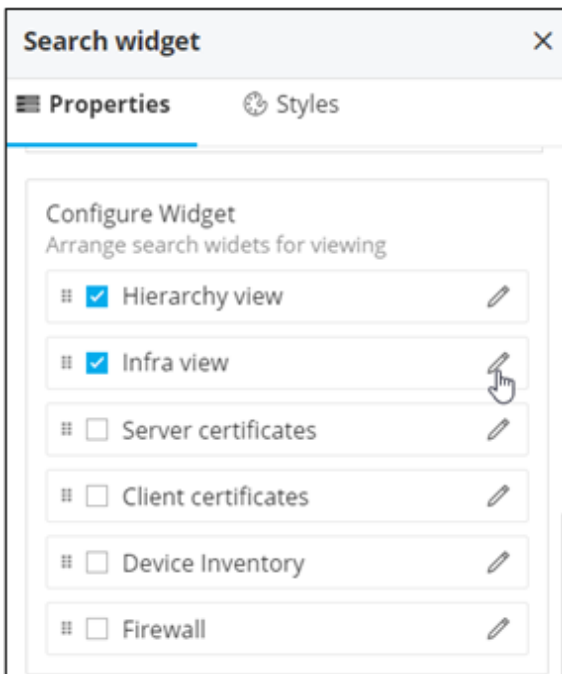 Search widget
Properties
Styles
Configure Widget
Arrange search widets for viewing
Hierarchy view
Infra view
Server certificates
Client certificates
Device Inventory
Firewall